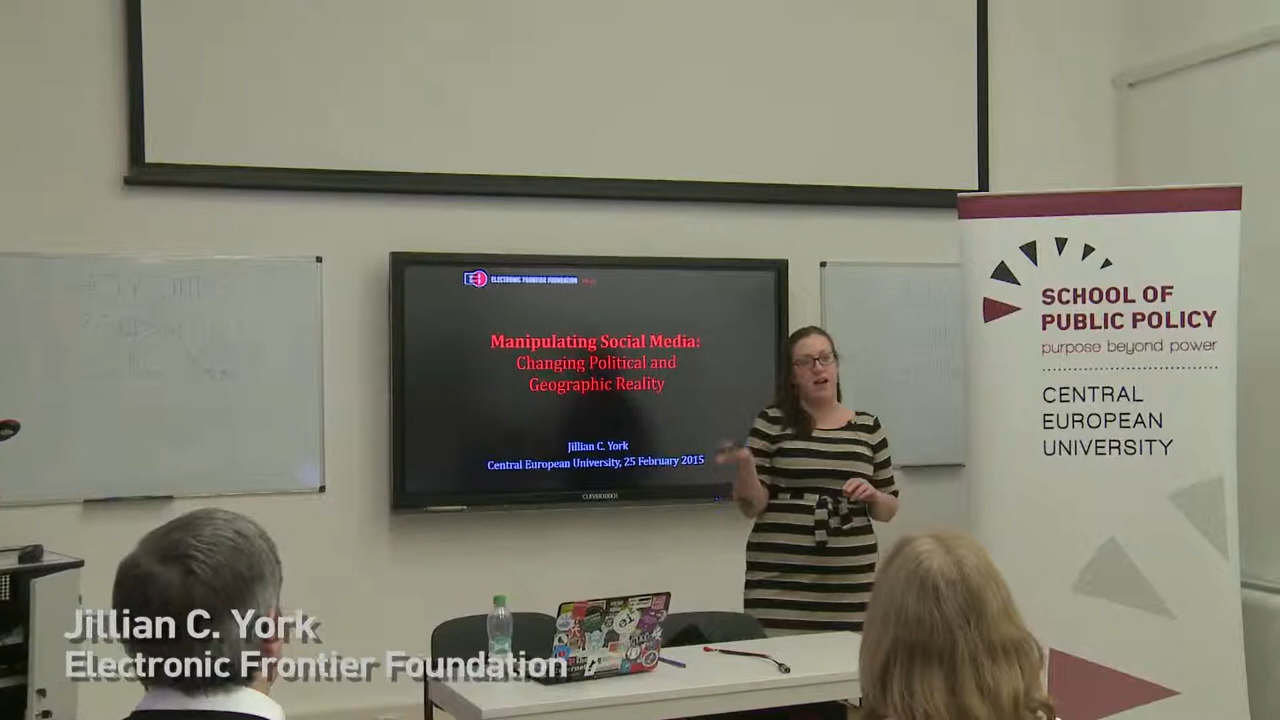 ELECTRONIC FRONTIER FOUNDATION
Manipulating Social Media:
Changing Political and
Geographic Reality
Jillian C. York
Central European University, 25 February 2015
SCHOOL OF
PUBLIC POLICY
purpose beyond power
CENTRAL
EUROPEAN
UNIVERSITY
Jillian C. York
Electronic Frontier Foundation